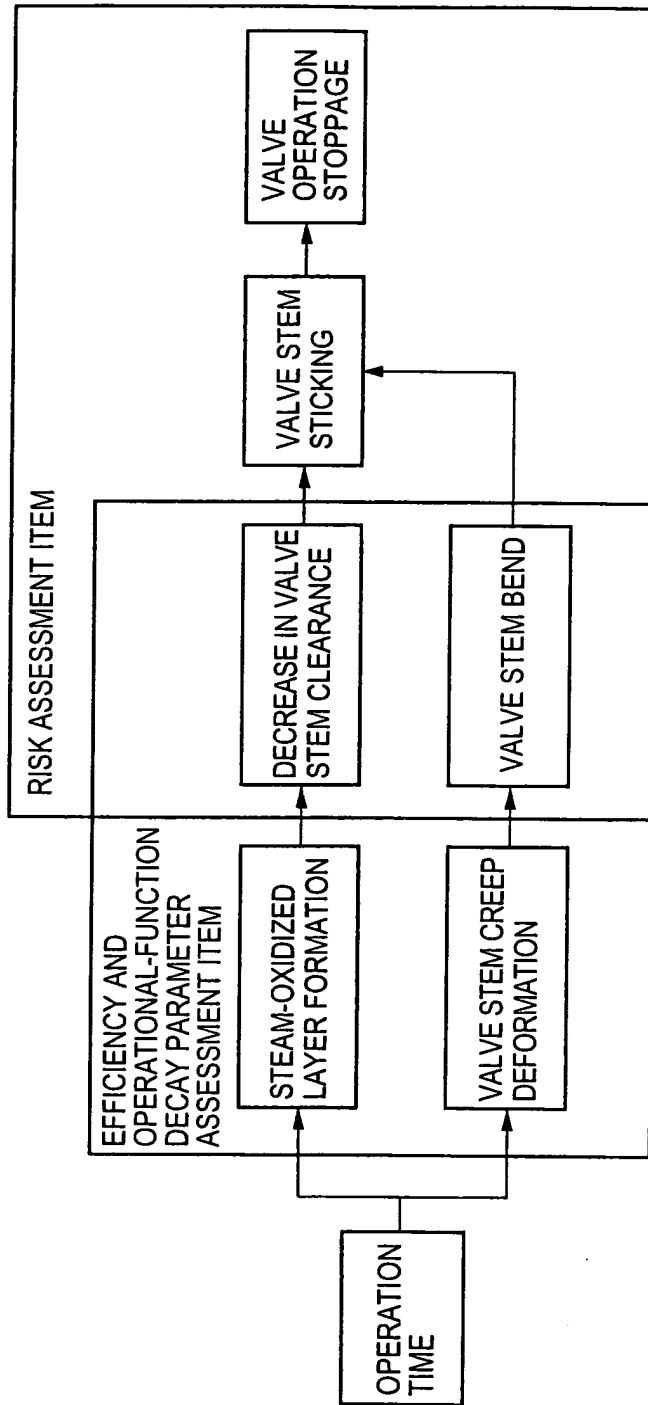 RISK ASSESSMENT ITEM
EFFICIENCY AND
OPERATIONAL-FUNCTION
DECAY PARAMETER
ASSESSMENT ITEM
OPERATION
TIME
STEAM-OXIDIZED
LAYER FORMATION
DECREASE IN VALVE
STEM CLEARANCE
VALVE STEM
STICKING
VALVE
OPERATION
STOPPAGE
VALVE STEM CREEP
DEFORMATION
VALVE STEM BEND